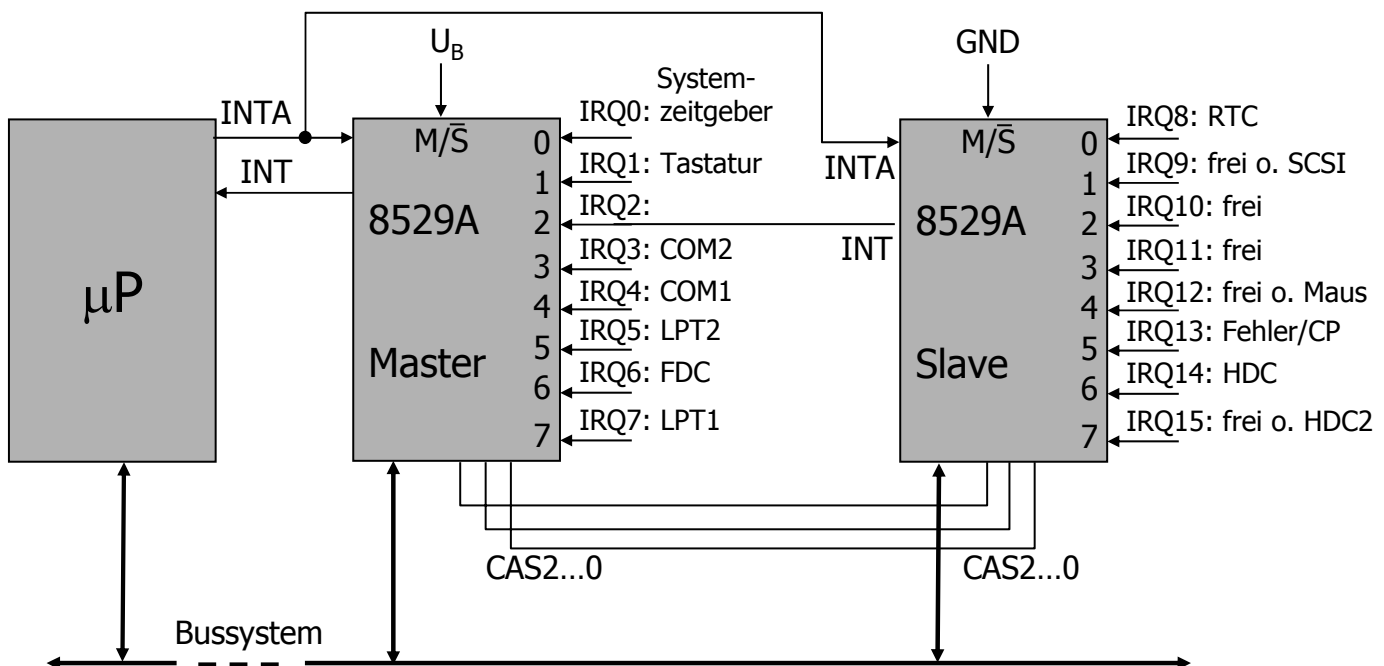 U_B
GND
INTA
INT
μP
M/S̅
8529A
Master
0
1
2
3
4
5
6
7
System-
IRQ0: zeitgeber
IRQ1: Tastatur
IRQ2:
IRQ3: COM2
IRQ4: COM1
IRQ5: LPT2
IRQ6: FDC
IRQ7: LPT1
INTA
INT
M/S̅
8529A
Slave
0
1
2
3
4
5
6
7
IRQ8: RTC
IRQ9: frei o. SCSI
IRQ10: frei
IRQ11: frei
IRQ12: frei o. Maus
IRQ13: Fehler/CP
IRQ14: HDC
IRQ15: frei o. HDC2
CAS2...0
CAS2...0
Bussystem